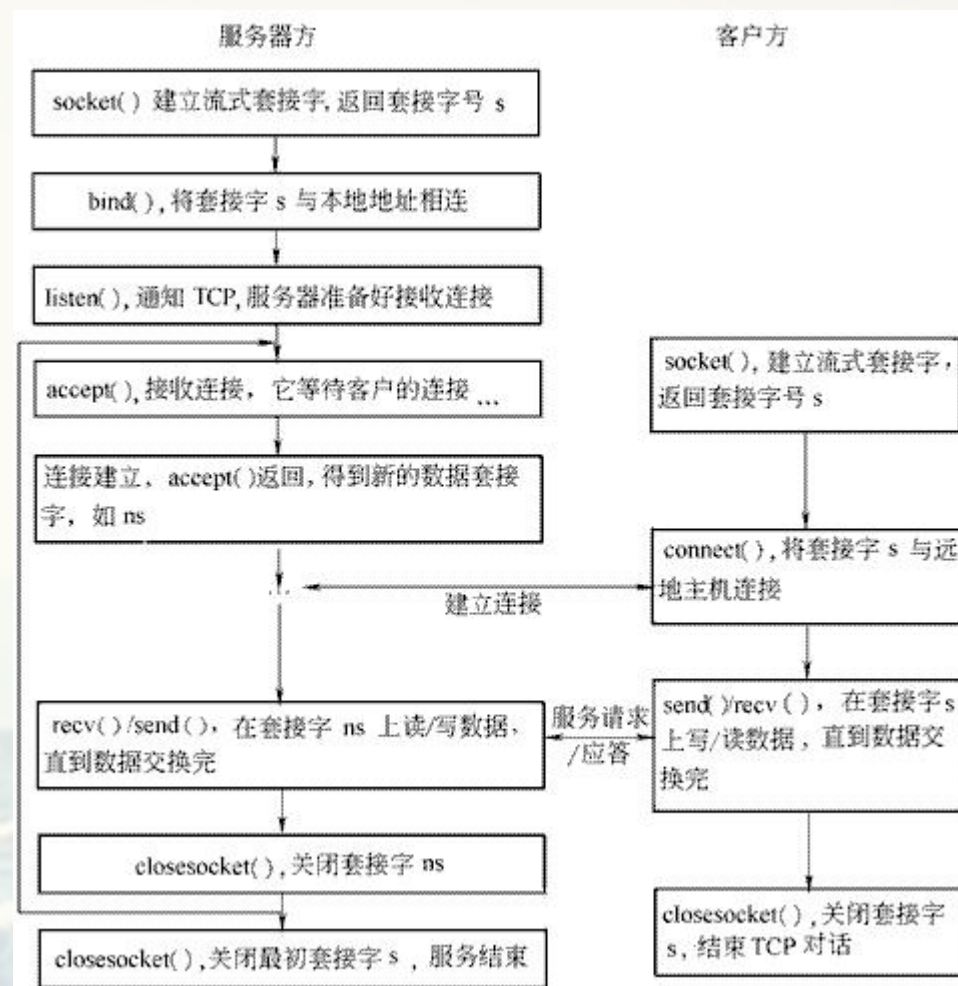 服务器方
客户方
socket() 建立流式套接字,返回套接字号 s
bind(),将套接字 s 与本地地址相连
listen(),通知 TCP,服务器准备好接收连接
accept(),接收连接，它等待客户的连接 …
连接建立、accept()返回,得到新的数据套接
字，如 ns
socket(),建立流式套接字，
返回套接字号 s
connect(),将套接字 s 与远
地主机连接
建立连接
recv()/send()，在套接字 ns 上读/写数据，
直到数据交换完
服务请求
/应答
send()/recv()，在套接字 s
上写/读数据，直到数据交
换完
closesocket(),关闭套接字 ns
closesocket(),关闭最初套接字 s ，服务结束
closesocket(),关闭套接字
s，结束 TCP 对话